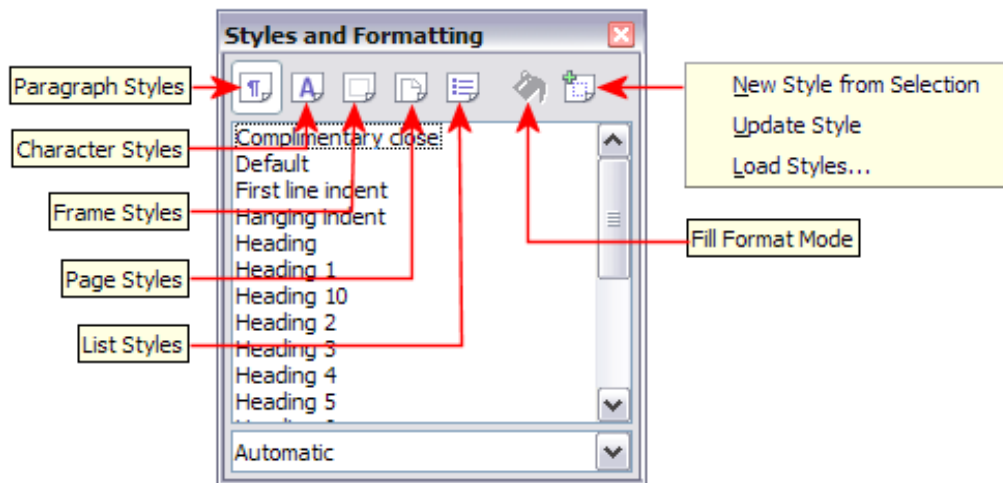 Styles and Formatting
Paragraph Styles
Character Styles
Frame Styles
Page Styles
List Styles
New Style from Selection
Update Style
Load Styles...
Fill Format Mode
Complimentary close
Default
First line indent
Hanging indent
Heading
Heading 1
Heading 10
Heading 2
Heading 3
Heading 4
Heading 5
Automatic